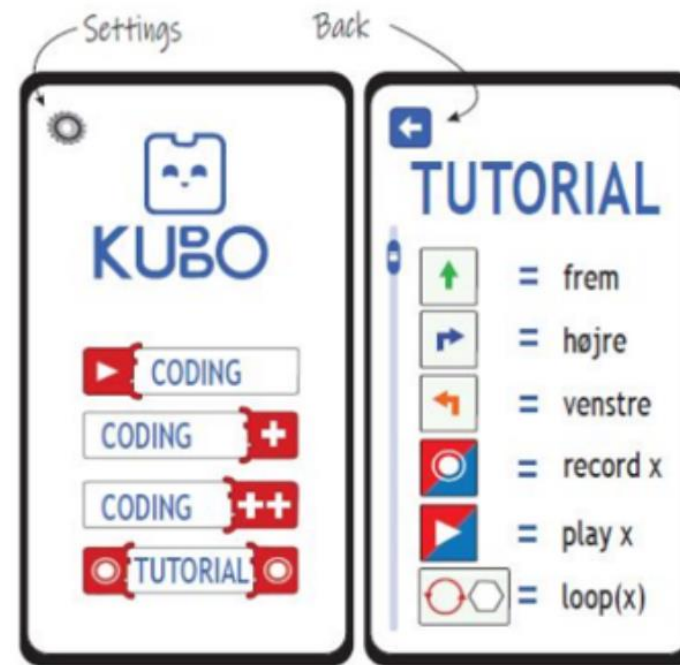 Settings
Back
KUBO
CODING
CODING +
CODING ++
TUTORIAL
TUTORIAL
= frem
= højre
= venstre
= record x
= play x
= loop(x)